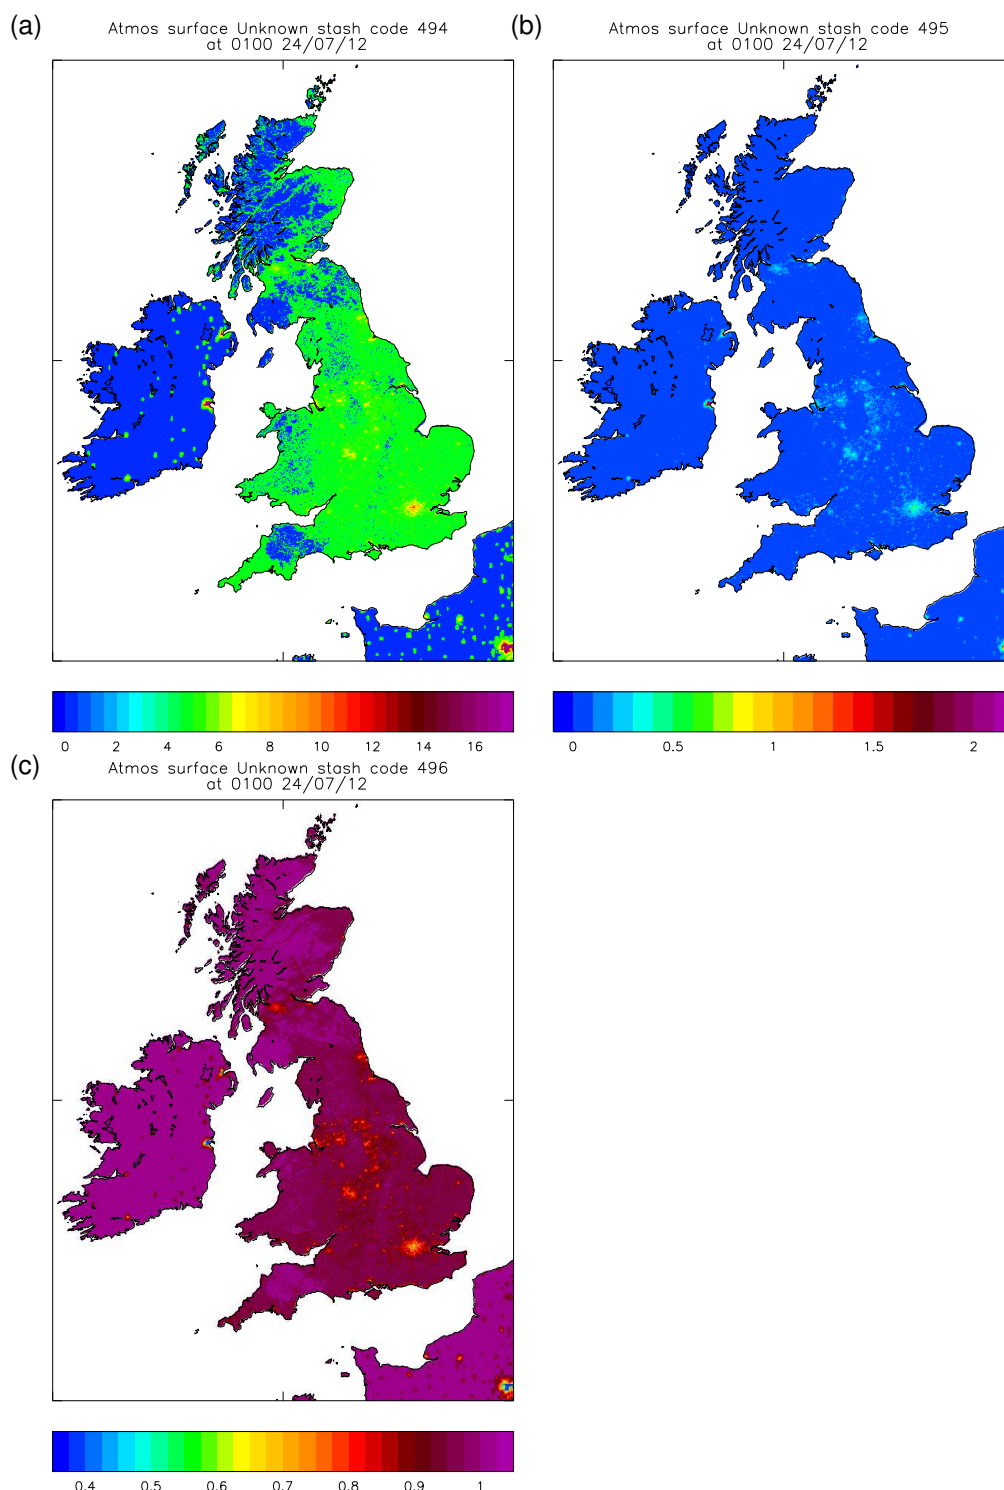 (a)
Atmos surface Unknown stash code 494
at 0100 24/07/12
0 2 4 6 8 10 12 14 16
(b)
Atmos surface Unknown stash code 495
at 0100 24/07/12
0 0.5 1 1.5 2
(c)
Atmos surface Unknown stash code 496
at 0100 24/07/12
0.4 0.5 0.6 0.7 0.8 0.9 1